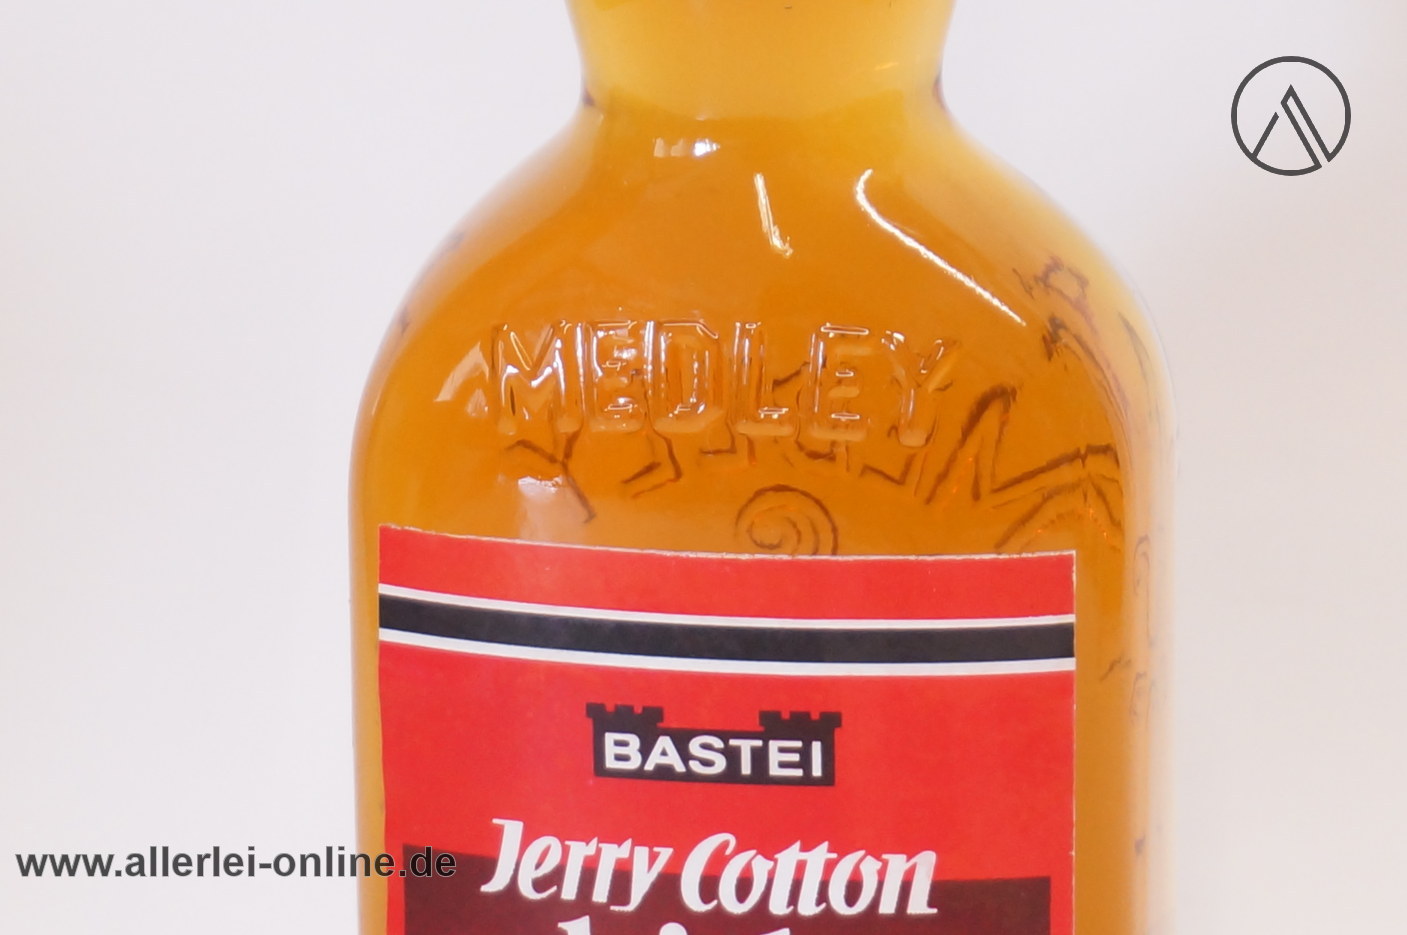 MEDLEY
BASTEI
Jerry Cotton
www.allerlei-online.de